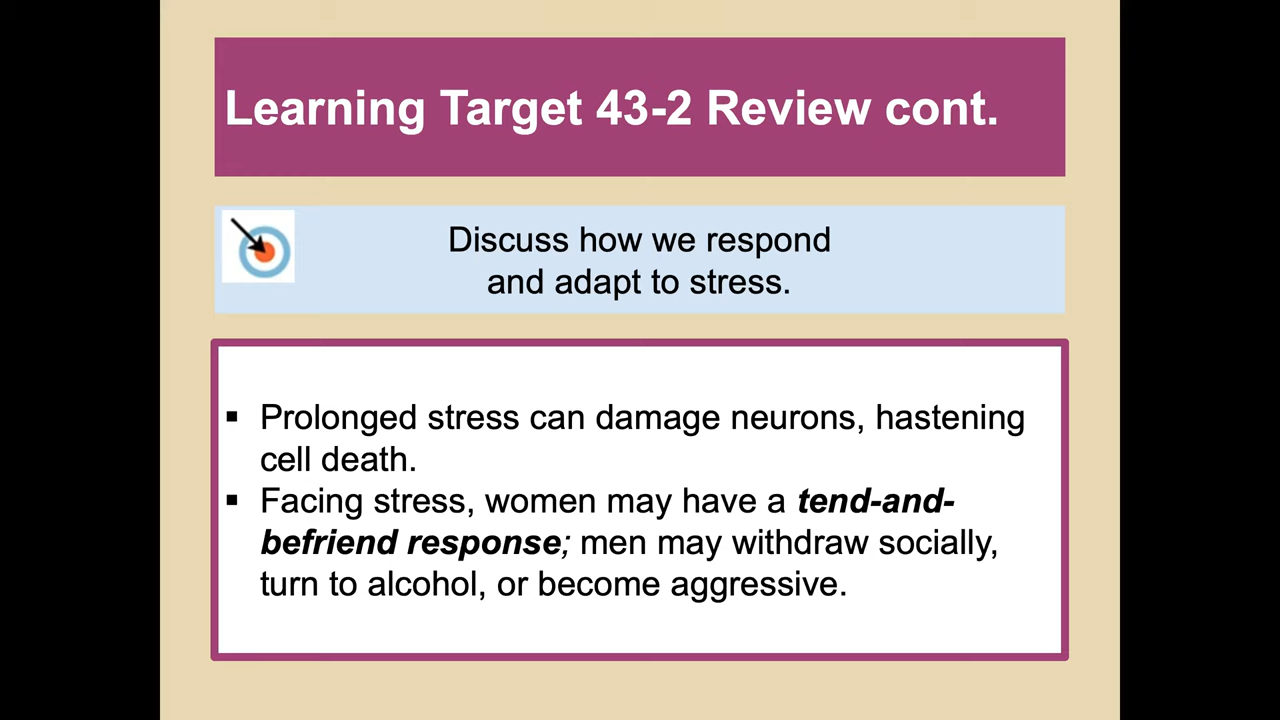 Learning Target 43-2 Review cont.
Discuss how we respond
and adapt to stress.
▪ Prolonged stress can damage neurons, hastening
cell death.
▪ Facing stress, women may have a tend-and-
befriend response; men may withdraw socially,
turn to alcohol, or become aggressive.